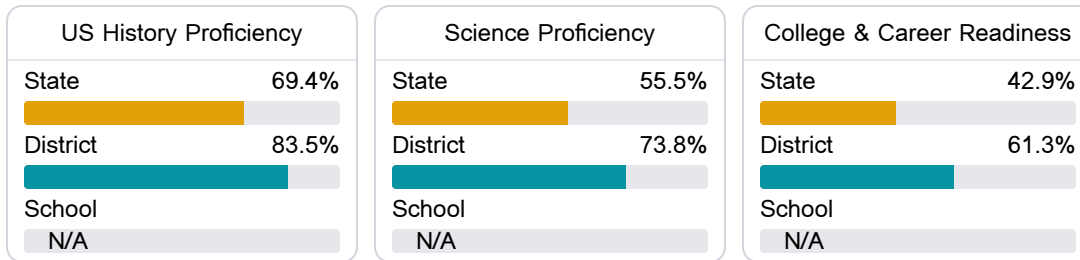 US History Proficiency
State 69.4%
District 83.5%
School
N/A
Science Proficiency
State 55.5%
District 73.8%
School
N/A
College & Career Readiness
State 42.9%
District 61.3%
School
N/A